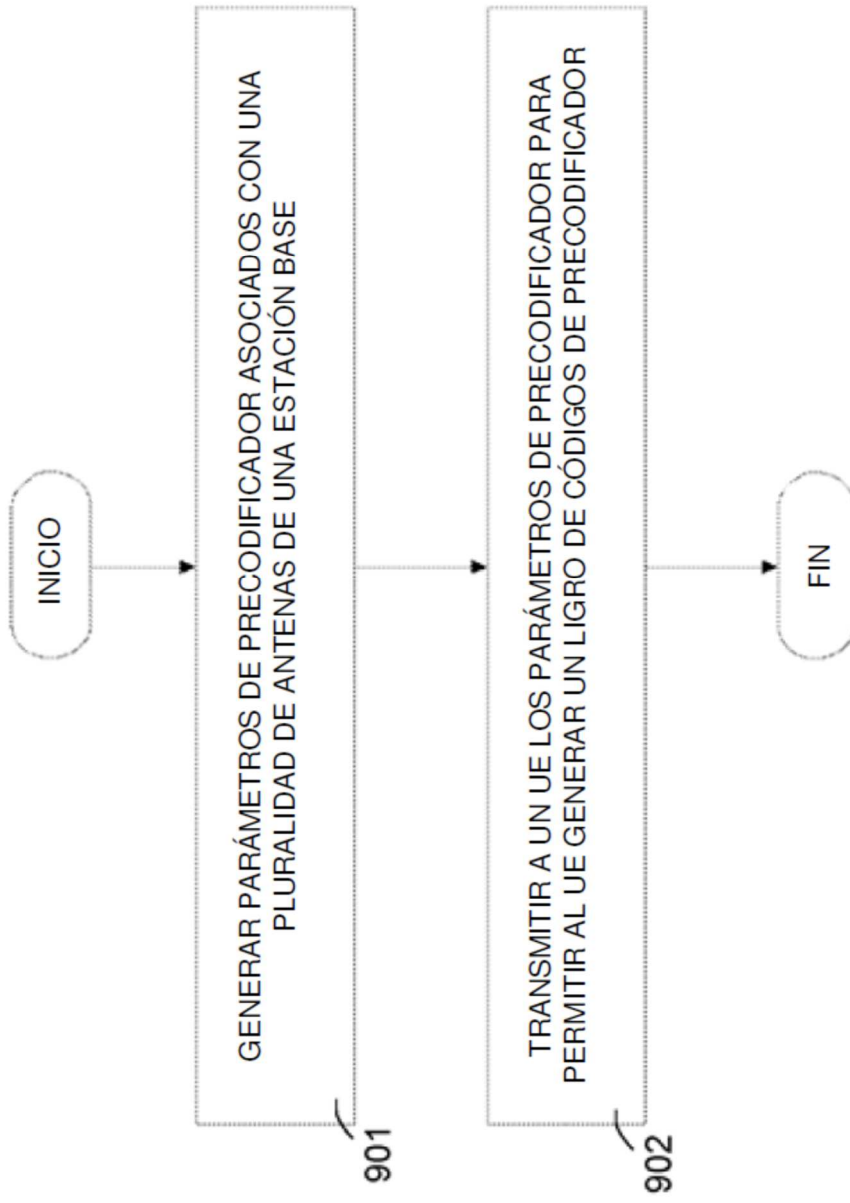 INICIO
GENERAR PARÁMETROS DE PRECODIFICADOR ASOCIADOS CON UNA
PLURALIDAD DE ANTENAS DE UNA ESTACIÓN BASE
901
TRANSMITIR A UN UE LOS PARÁMETROS DE PRECODIFICADOR PARA
PERMITIR AL UE GENERAR UN LIGRO DE CÓDIGOS DE PRECODIFICADOR
902
FIN